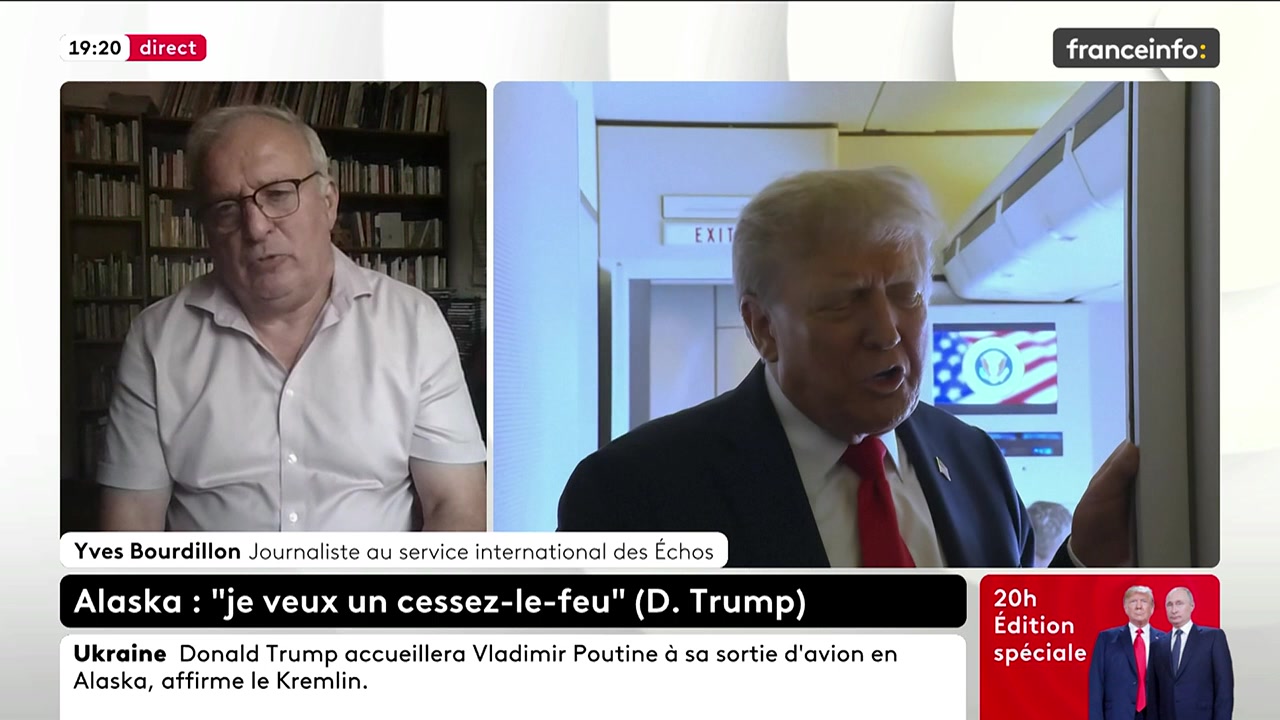 19:20 direct
franceinfo:
EXIT
Yves Bourdillon Journaliste au service international des Échos
Alaska : "je veux un cessez-le-feu" (D. Trump)
Ukraine Donald Trump accueillera Vladimir Poutine à sa sortie d'avion en
Alaska, affirme le Kremlin.
20h
Édition
spéciale